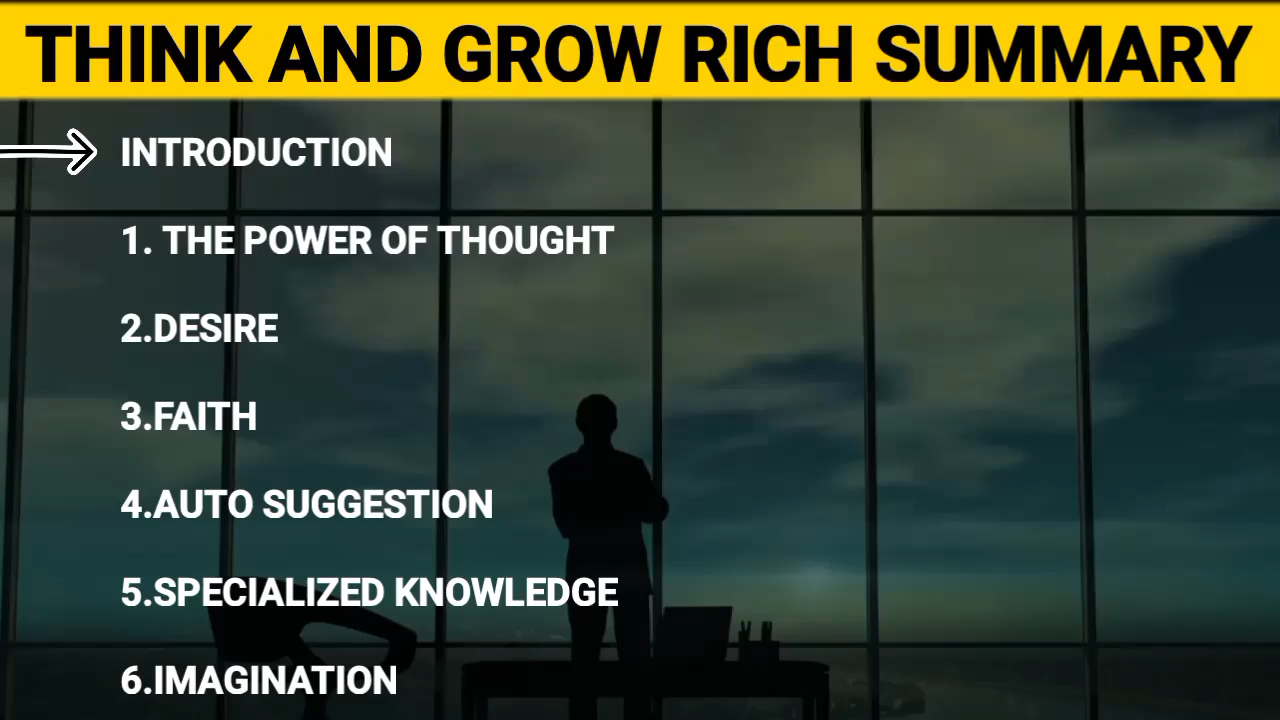 THINK AND GROW RICH SUMMARY
INTRODUCTION
1. THE POWER OF THOUGHT
2.DESIRE
3.FAITH
4.AUTO SUGGESTION
5.SPECIALIZED KNOWLEDGE
6.IMAGINATION